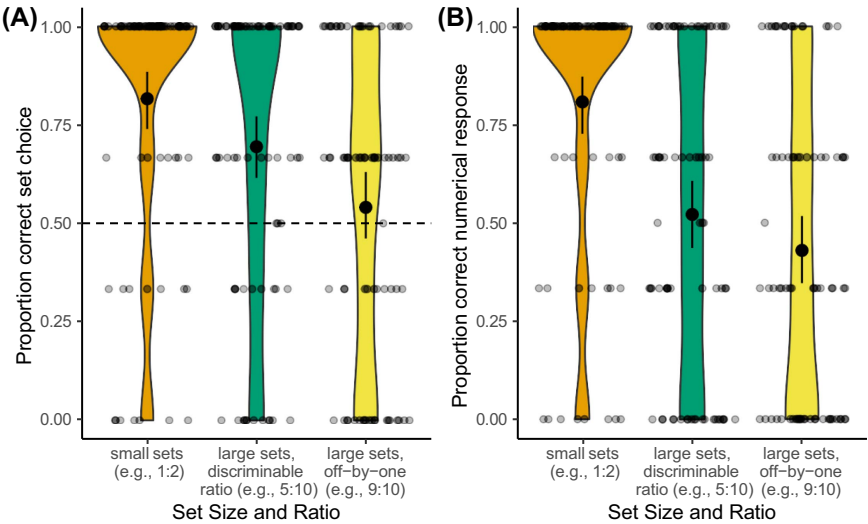 (A)
Proportion correct set choice
1.00
0.75
0.50
0.25
0.00
small sets
(e.g., 1:2)
large sets,
discriminable
ratio (e.g., 5:10)
large sets,
off−by−one
(e.g., 9:10)
Set Size and Ratio
(B)
Proportion correct numerical response
1.00
0.75
0.50
0.25
0.00
small sets
(e.g., 1:2)
large sets,
discriminable
ratio (e.g., 5:10)
large sets,
off−by−one
(e.g., 9:10)
Set Size and Ratio